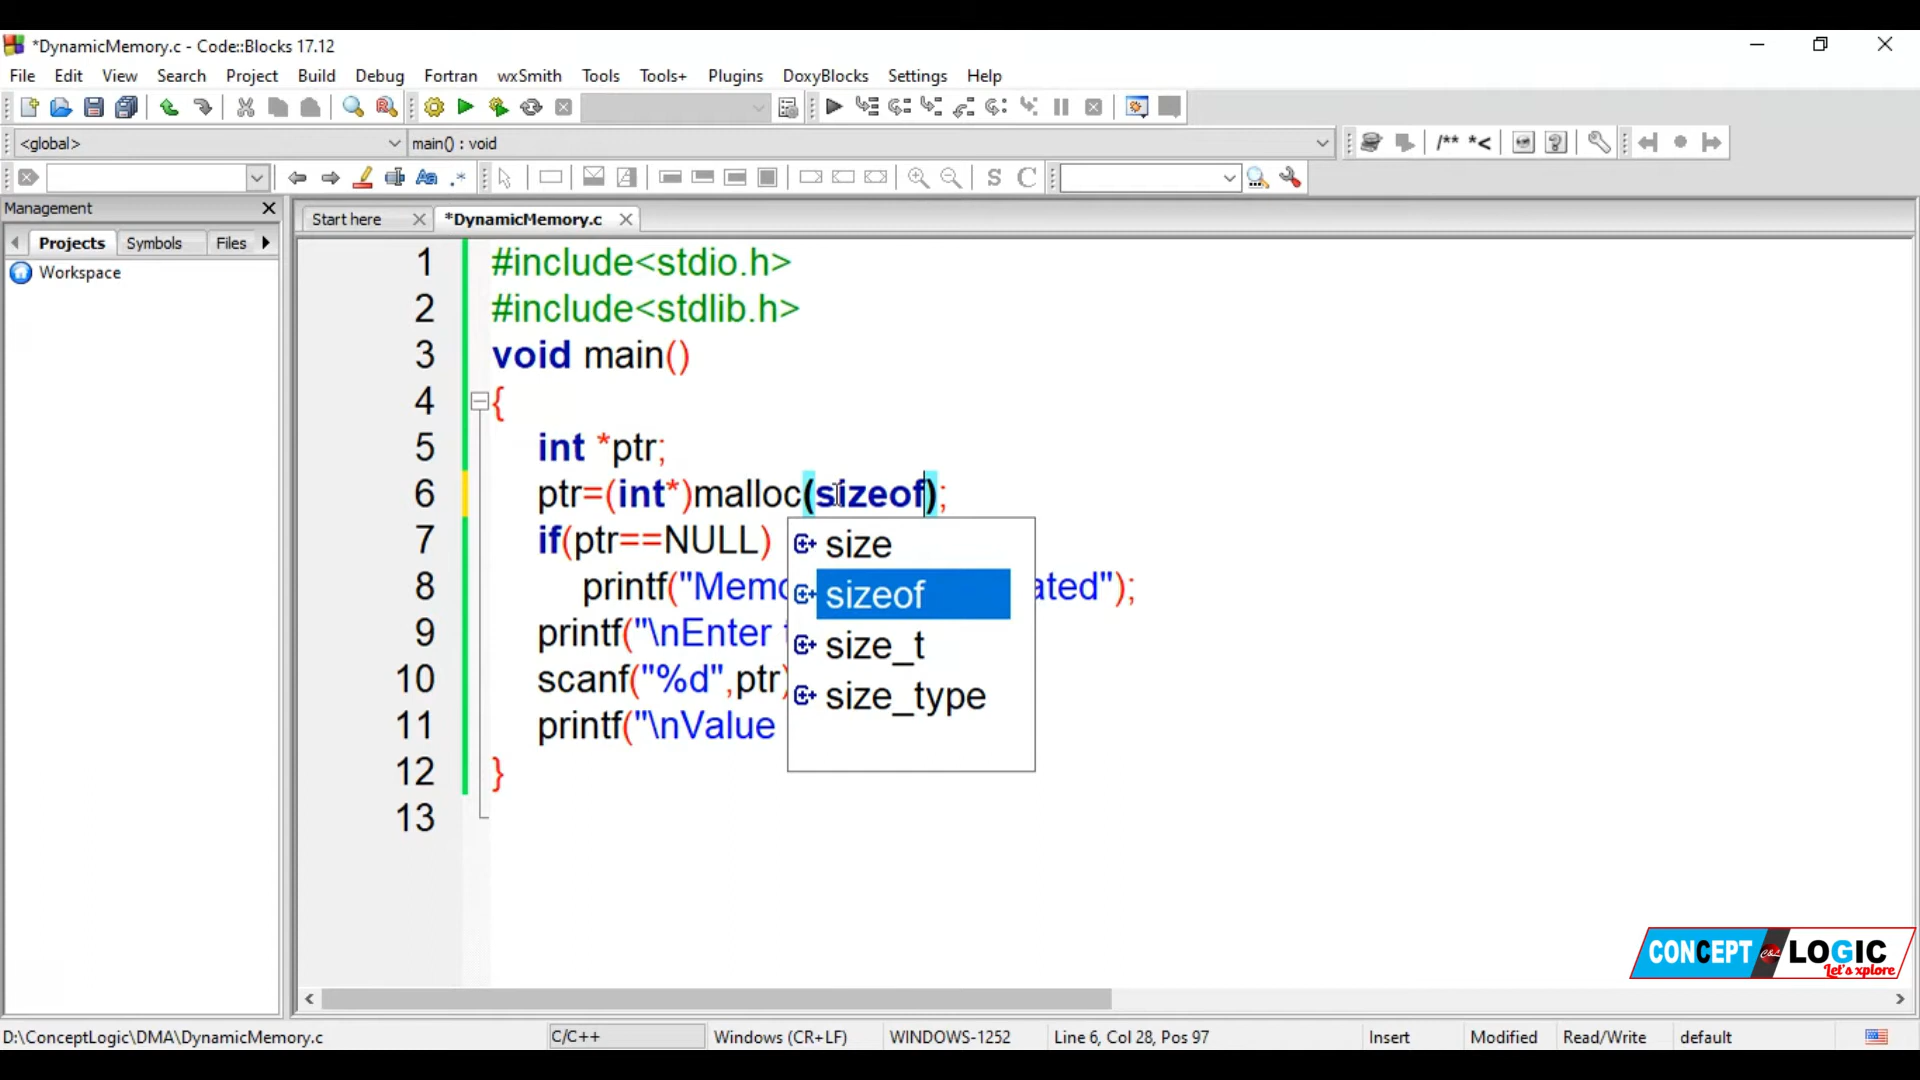 *DynamicMemory.c - Code::Blocks 17.12
File Edit View Search Project Build Debug Fortran wxSmith Tools Tools+ Plugins DoxyBlocks Settings Help
<global> main() : void
/** *<
S C
Management
Projects Symbols Files
Workspace
Start here *DynamicMemory.c
1 #include<stdio.h>
2 #include<stdlib.h>
3 void main()
4 {
5 int *ptr;
6 ptr=(int*)malloc(sizeof);
7 if(ptr==NULL)
8 printf("Memo ated");
9 printf("\nEnter
10 scanf("%d",ptr)
11 printf("\nValue
12 }
13
size
sizeof
size_t
size_type
CONCEPT C&L LOGIC
Let's xplore
D:\ConceptLogic\DMA\DynamicMemory.c C/C++ Windows (CR+LF) WINDOWS-1252 Line 6, Col 28, Pos 97 Insert Modified Read/Write default